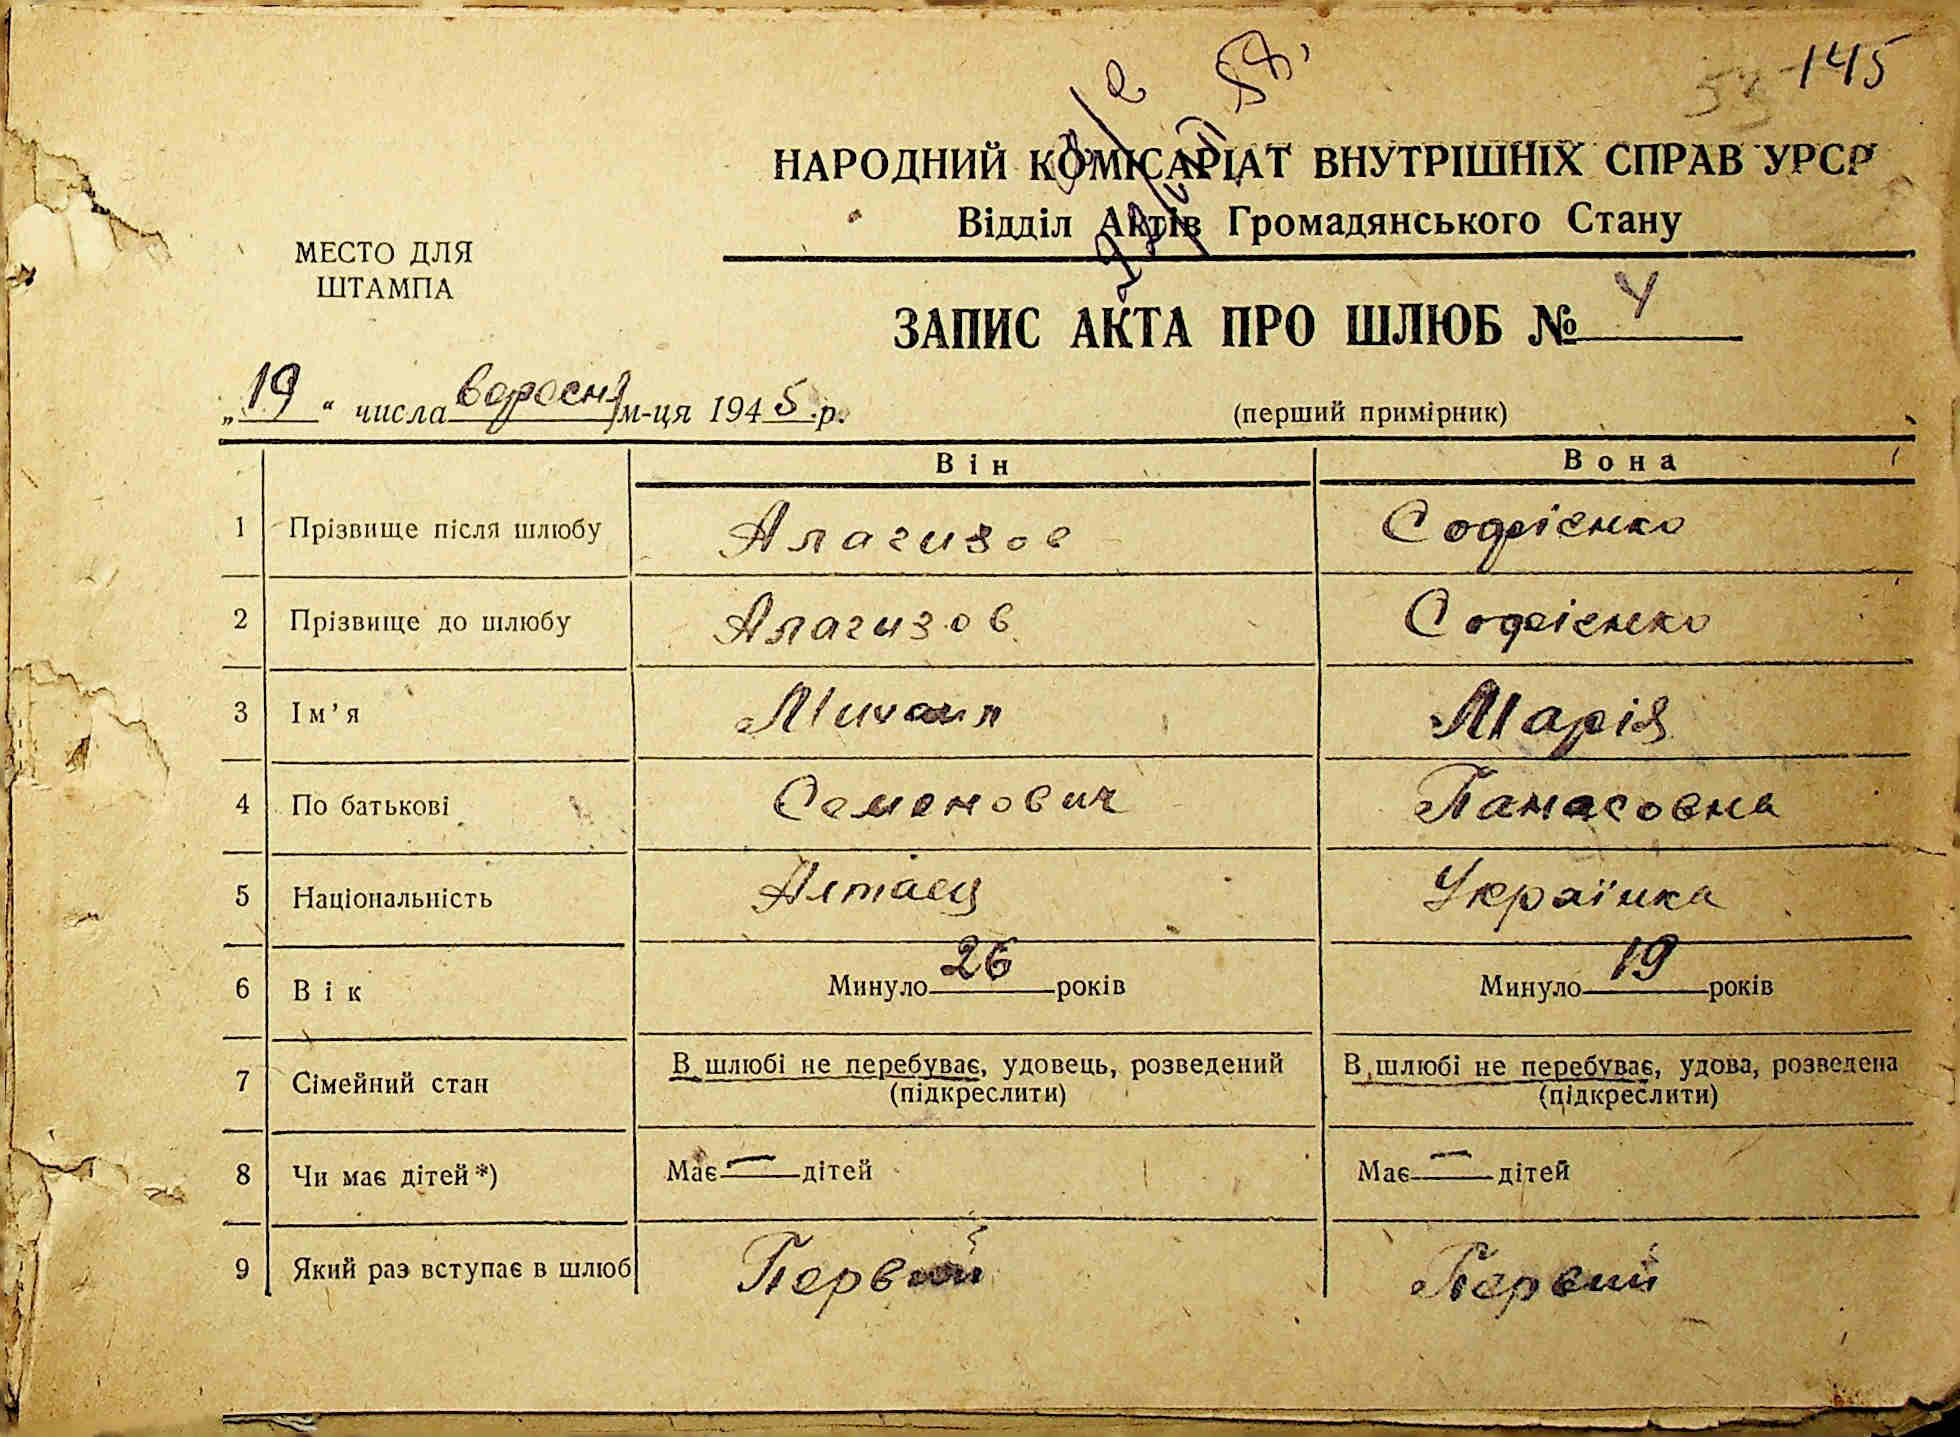 145
53
НАРОДНИЙ КОМІСАРІАТ ВНУТРІШНІХ СПРАВ УРСР
Відділ Актів Громадянського Стану
МЕСТО ДЛЯ
ШТАМПА
ЗАПИС АКТА ПРО ШЛЮБ № 4
„19“ числа вересня м-ця 1945 р.
(перший примірник)
Він Вона
1 Прізвище після шлюбу Алагизов Софієнко
2 Прізвище до шлюбу Алагизов Софієнко
3 Ім’я Михаил Марія
4 По батькові Семенович Панасовна
5 Національність Алтаец Українка
6 Вік Минуло 26 років Минуло 19 років
7 Сімейний стан В шлюбі не перебуває, удовець, розведений В шлюбі не перебуває, удова, розведена
(підкреслити) (підкреслити)
8 Чи має дітей*) Має — дітей Має — дітей
9 Який раз вступає в шлюб Первий Первий